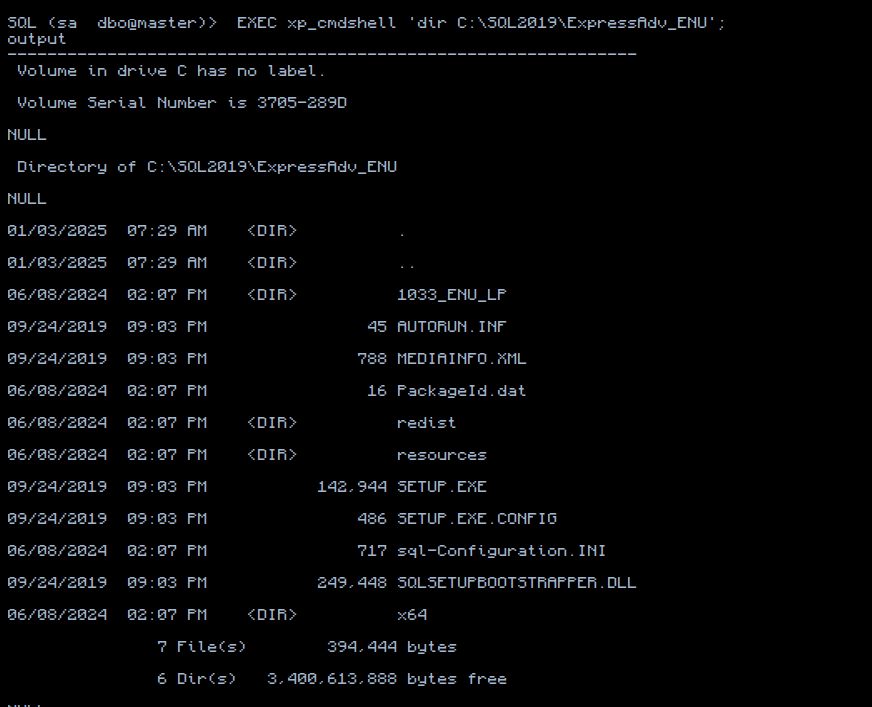 SQL (sa  dbo@master)>  EXEC xp_cmdshell 'dir C:\SQL2019\ExpressAdv_ENU';
output
---------------------------------------------------------------
 Volume in drive C has no label.
 Volume Serial Number is 3705-289D
NULL
 Directory of C:\SQL2019\ExpressAdv_ENU
NULL
01/03/2025  07:29 AM    <DIR>          .
01/03/2025  07:29 AM    <DIR>          ..
06/08/2024  02:07 PM    <DIR>          1033_ENU_LP
09/24/2019  09:03 PM                45 AUTORUN.INF
09/24/2019  09:03 PM               788 MEDIAINFO.XML
06/08/2024  02:07 PM                16 PackageId.dat
06/08/2024  02:07 PM    <DIR>          redist
06/08/2024  02:07 PM    <DIR>          resources
09/24/2019  09:03 PM           142,944 SETUP.EXE
09/24/2019  09:03 PM               486 SETUP.EXE.CONFIG
06/08/2024  02:07 PM               717 sql-Configuration.INI
09/24/2019  09:03 PM           249,448 SQLSETUPBOOTSTRAPPER.DLL
06/08/2024  02:07 PM    <DIR>          x64
               7 File(s)        394,444 bytes
               6 Dir(s)   3,400,613,888 bytes free
NULL